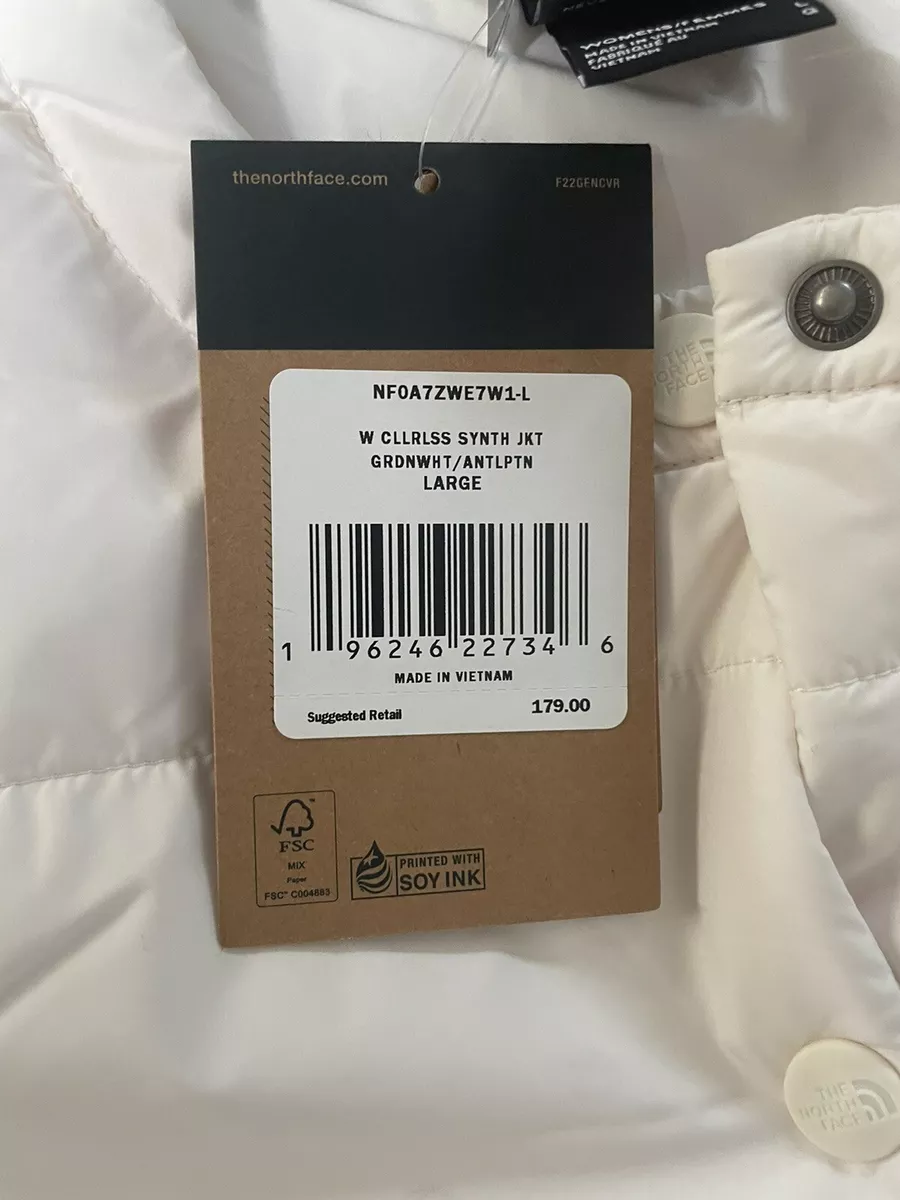 WOMENS/FEMMES
MADE IN VIETNAM
FABRIQUÉ AU
VIETNAM
thenorthface.com
F22GENCVR
NF0A7ZWE7W1-L
W CLLRLSS SYNTH JKT
GRDNWHT/ANTLPTN
LARGE
1 96246 22734 6
MADE IN VIETNAM
Suggested Retail 179.00
THE
NORTH
FACE
FSC
MIX
Paper
FSC™ C004883
PRINTED WITH
SOY INK
THE
NORTH
FACE